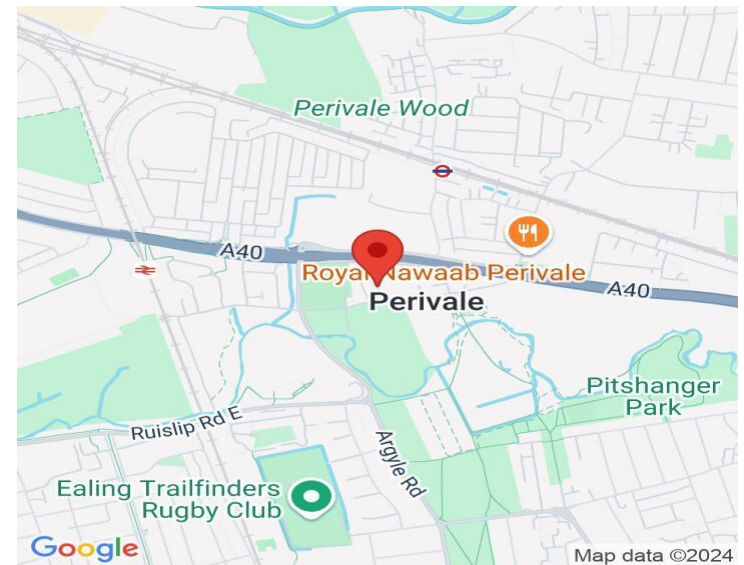 Perivale Wood
A40
Royal Nawaab Perivale
Perivale
A40
Pitshanger
Park
Ruislip Rd E
Argyle Rd
Ealing Trailfinders
Rugby Club
Google
Map data ©2024